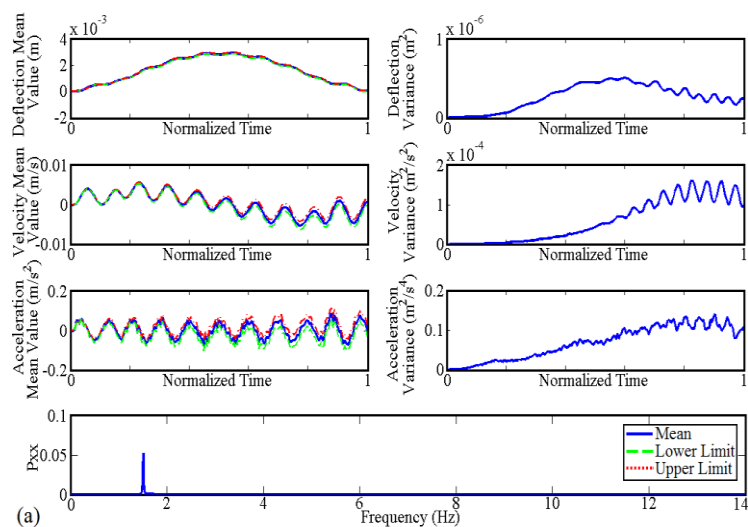 x 10⁻³
4
2
0
-2
Deflection Mean
Value (m)
0
Normalized Time
1
x 10⁻⁶
1
0.5
0
Deflection
Variance (m²)
0
Normalized Time
1
0.01
0
-0.01
Velocity Mean
Value (m/s)
0
Normalized Time
1
x 10⁻⁴
2
1
0
Velocity
Variance (m²/s²)
0
Normalized Time
1
0.2
0
-0.2
Acceleration
Mean Value (m/s²)
0
Normalized Time
1
0.2
0.1
0
Acceleration
Variance (m²/s⁴)
0
Normalized Time
1
0.1
0.05
0
Pxx
Mean
Lower Limit
Upper Limit
0 2 4 6 8 10 12 14
Frequency (Hz)
(a)